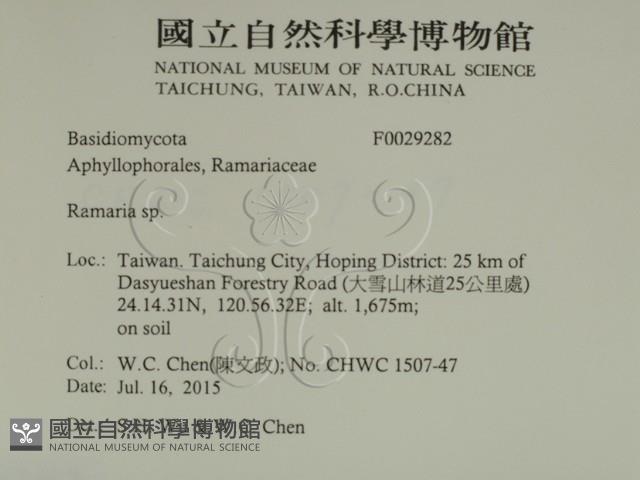 國立自然科學博物館
NATIONAL MUSEUM OF NATURAL SCIENCE
TAICHUNG, TAIWAN, R.O.CHINA
Basidiomycota F0029282
Aphyllophorales, Ramariaceae
Ramaria sp.
Loc.: Taiwan. Taichung City, Hoping District: 25 km of
Dasyueshan Forestry Road (大雪山林道25公里處)
24.14.31N, 120.56.32E; alt. 1,675m;
on soil
Col.: W.C. Chen(陳文政); No. CHWC 1507-47
Date: Jul. 16, 2015
Chen
國立自然科學博物館
NATIONAL MUSEUM OF NATURAL SCIENCE